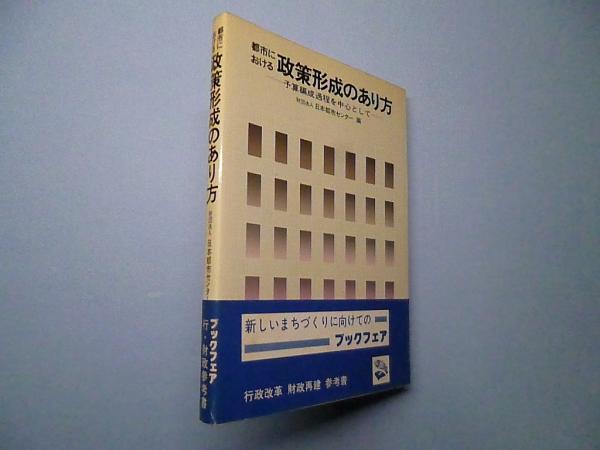 都市に
おける
政策形成のあり方
―予算編成過程を中心として―
財団法人 日本都市センター 編
新しいまちづくりに向けての
ブックフェア
行政改革 財政再建 参考書
都市に
おける
政策形成のあり方
財団法人 日本都市センター
ブックフェア
行・財政参考書